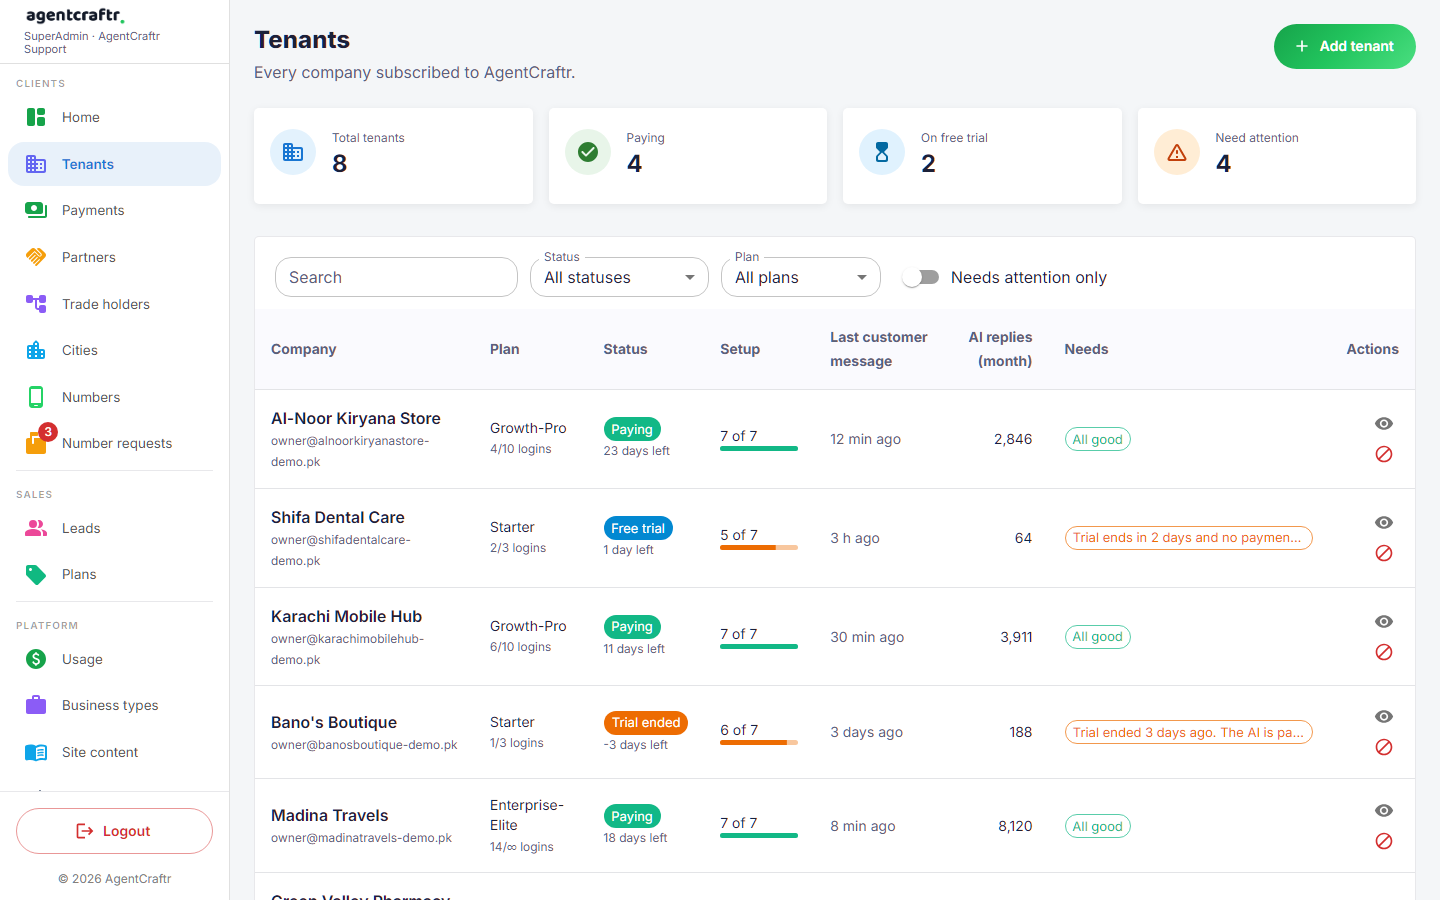 agentcraftr.
SuperAdmin · AgentCraftr
Support
CLIENTS
Home
Tenants
Payments
Partners
Trade holders
Cities
Numbers
3
Number requests
SALES
Leads
Plans
PLATFORM
Usage
Business types
Site content
Logout
© 2026 AgentCraftr
Tenants
Every company subscribed to AgentCraftr.
+ Add tenant
Total tenants
8
Paying
4
On free trial
2
Need attention
4
Search
Status
All statuses
Plan
All plans
Needs attention only
Company Plan Status Setup Last customer message AI replies (month) Needs Actions
Al-Noor Kiryana Store
owner@alnoorkiryanastore-
demo.pk
Growth-Pro
4/10 logins
Paying
23 days left
7 of 7
12 min ago
2,846
All good
Shifa Dental Care
owner@shifadentalcare-
demo.pk
Starter
2/3 logins
Free trial
1 day left
5 of 7
3 h ago
64
Trial ends in 2 days and no paymen...
Karachi Mobile Hub
owner@karachimobilehub-
demo.pk
Growth-Pro
6/10 logins
Paying
11 days left
7 of 7
30 min ago
3,911
All good
Bano's Boutique
owner@banosboutique-demo.pk
Starter
1/3 logins
Trial ended
-3 days left
6 of 7
3 days ago
188
Trial ended 3 days ago. The AI is pa...
Madina Travels
owner@madinatravels-demo.pk
Enterprise-
Elite
14/∞ logins
Paying
18 days left
7 of 7
8 min ago
8,120
All good
Green Valley Pharmacy